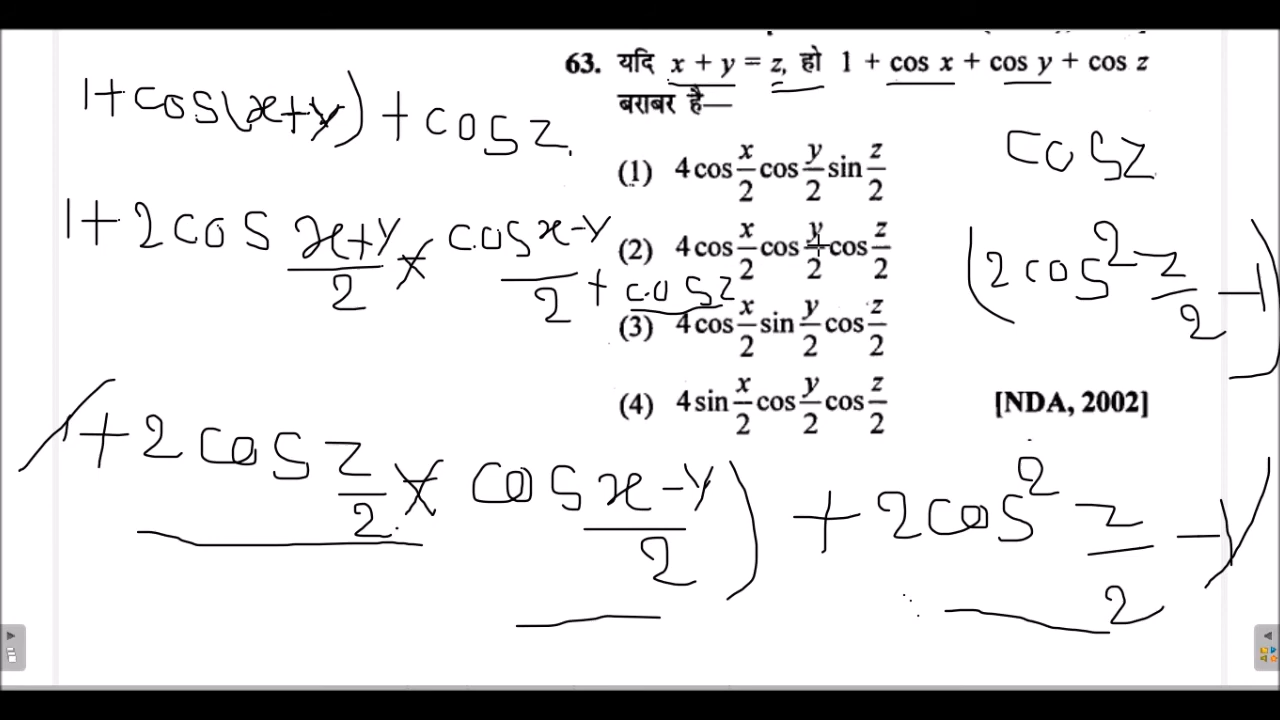 63. यदि x + y = z, हो 1 + cos x + cos y + cos z
बराबर है—
(1) 4 cos x/2 cos y/2 sin z/2
(2) 4 cos x/2 cos y/2 cos z/2
(3) 4 cos x/2 sin y/2 cos z/2
(4) 4 sin x/2 cos y/2 cos z/2
[NDA, 2002]
1+cos(x+y)+cosz
1+2cos x+y/2 × cos x-y/2 + cosz
cosz
(2cos² z/2 -1)
1+2cos z/2 × cos x-y/2) + 2cos² z/2 -1